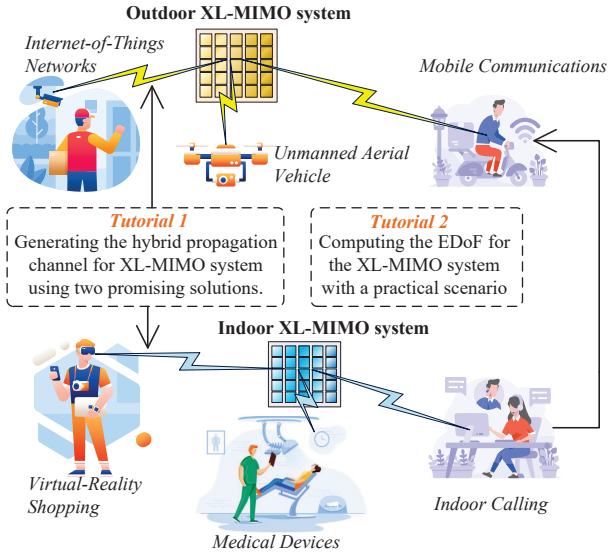 Outdoor XL-MIMO system
Internet-of-Things
Networks
Mobile Communications
Unmanned Aerial
Vehicle
Tutorial 1
Generating the hybrid propagation
channel for XL-MIMO system
using two promising solutions.
Tutorial 2
Computing the EDoF for
the XL-MIMO system
with a practical scenario
Indoor XL-MIMO system
Virtual-Reality
Shopping
Medical Devices
Indoor Calling